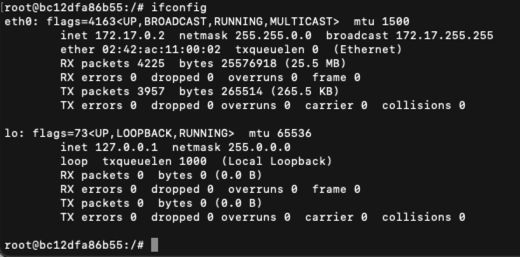 root@bc12dfa86b55:/# ifconfig
eth0: flags=4163<UP,BROADCAST,RUNNING,MULTICAST>  mtu 1500
        inet 172.17.0.2  netmask 255.255.0.0  broadcast 172.17.255.255
        ether 02:42:ac:11:00:02  txqueuelen 0  (Ethernet)
        RX packets 4225  bytes 25576918 (25.5 MB)
        RX errors 0  dropped 0  overruns 0  frame 0
        TX packets 3957  bytes 265514 (265.5 KB)
        TX errors 0  dropped 0 overruns 0  carrier 0  collisions 0

lo: flags=73<UP,LOOPBACK,RUNNING>  mtu 65536
        inet 127.0.0.1  netmask 255.0.0.0
        loop  txqueuelen 1000  (Local Loopback)
        RX packets 0  bytes 0 (0.0 B)
        RX errors 0  dropped 0  overruns 0  frame 0
        TX packets 0  bytes 0 (0.0 B)
        TX errors 0  dropped 0 overruns 0  carrier 0  collisions 0

root@bc12dfa86b55:/#